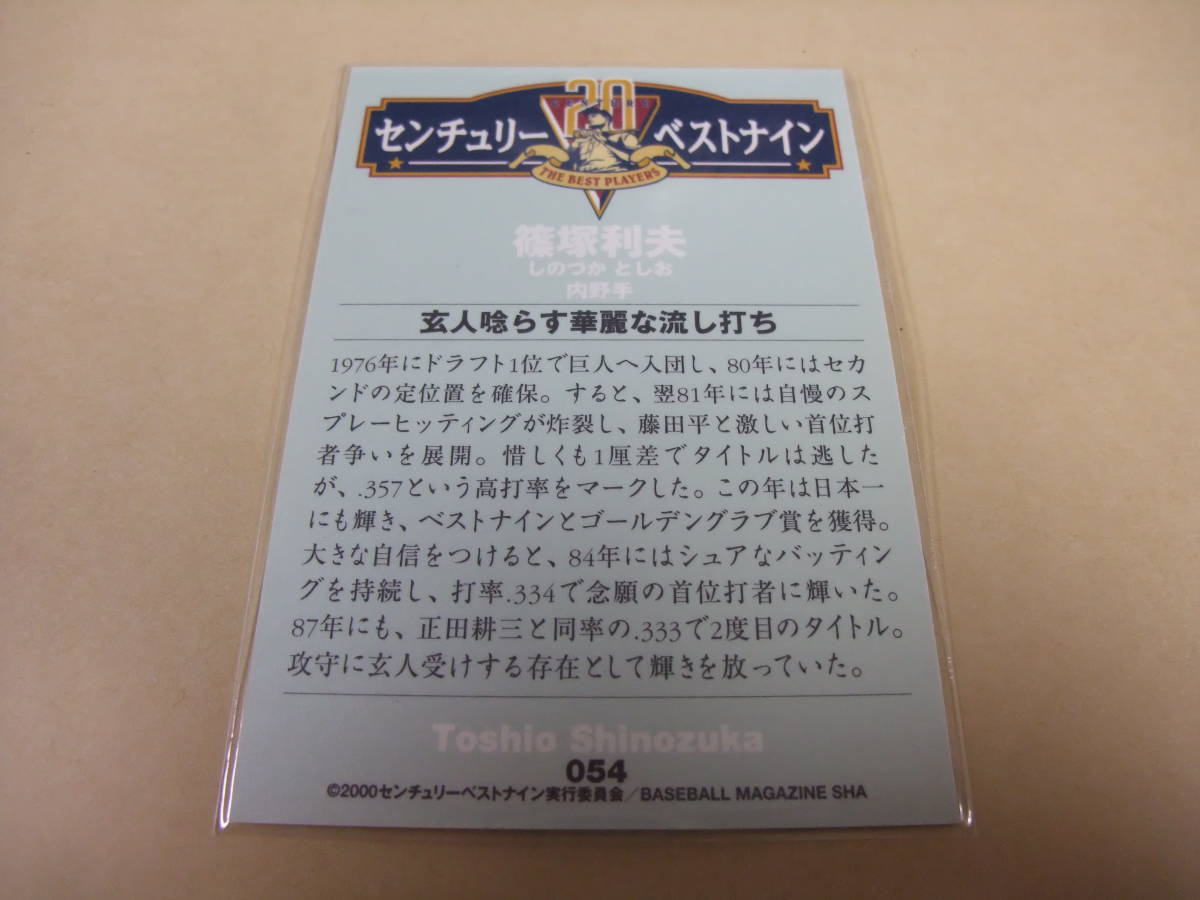 20
CENTURY
センチュリー ベストナイン
THE BEST PLAYERS
篠塚利夫
しのづか としお
内野手
玄人唸らす華麗な流し打ち
1976年にドラフト1位で巨人へ入団し、80年にはセカ
ンドの定位置を確保。すると、翌81年には自慢のス
プレーヒッティングが炸裂し、藤田平と激しい首位打
者争いを展開。惜しくも1厘差でタイトルは逃した
が、.357という高打率をマークした。この年は日本一
にも輝き、ベストナインとゴールデングラブ賞を獲得。
大きな自信をつけると、84年にはシュアなバッティン
グを持続し、打率.334で念願の首位打者に輝いた。
87年にも、正田耕三と同率の.333で2度目のタイトル。
攻守に玄人受けする存在として輝きを放っていた。
Toshio Shinozuka
054
©2000センチュリーベストナイン実行委員会／BASEBALL MAGAZINE SHA